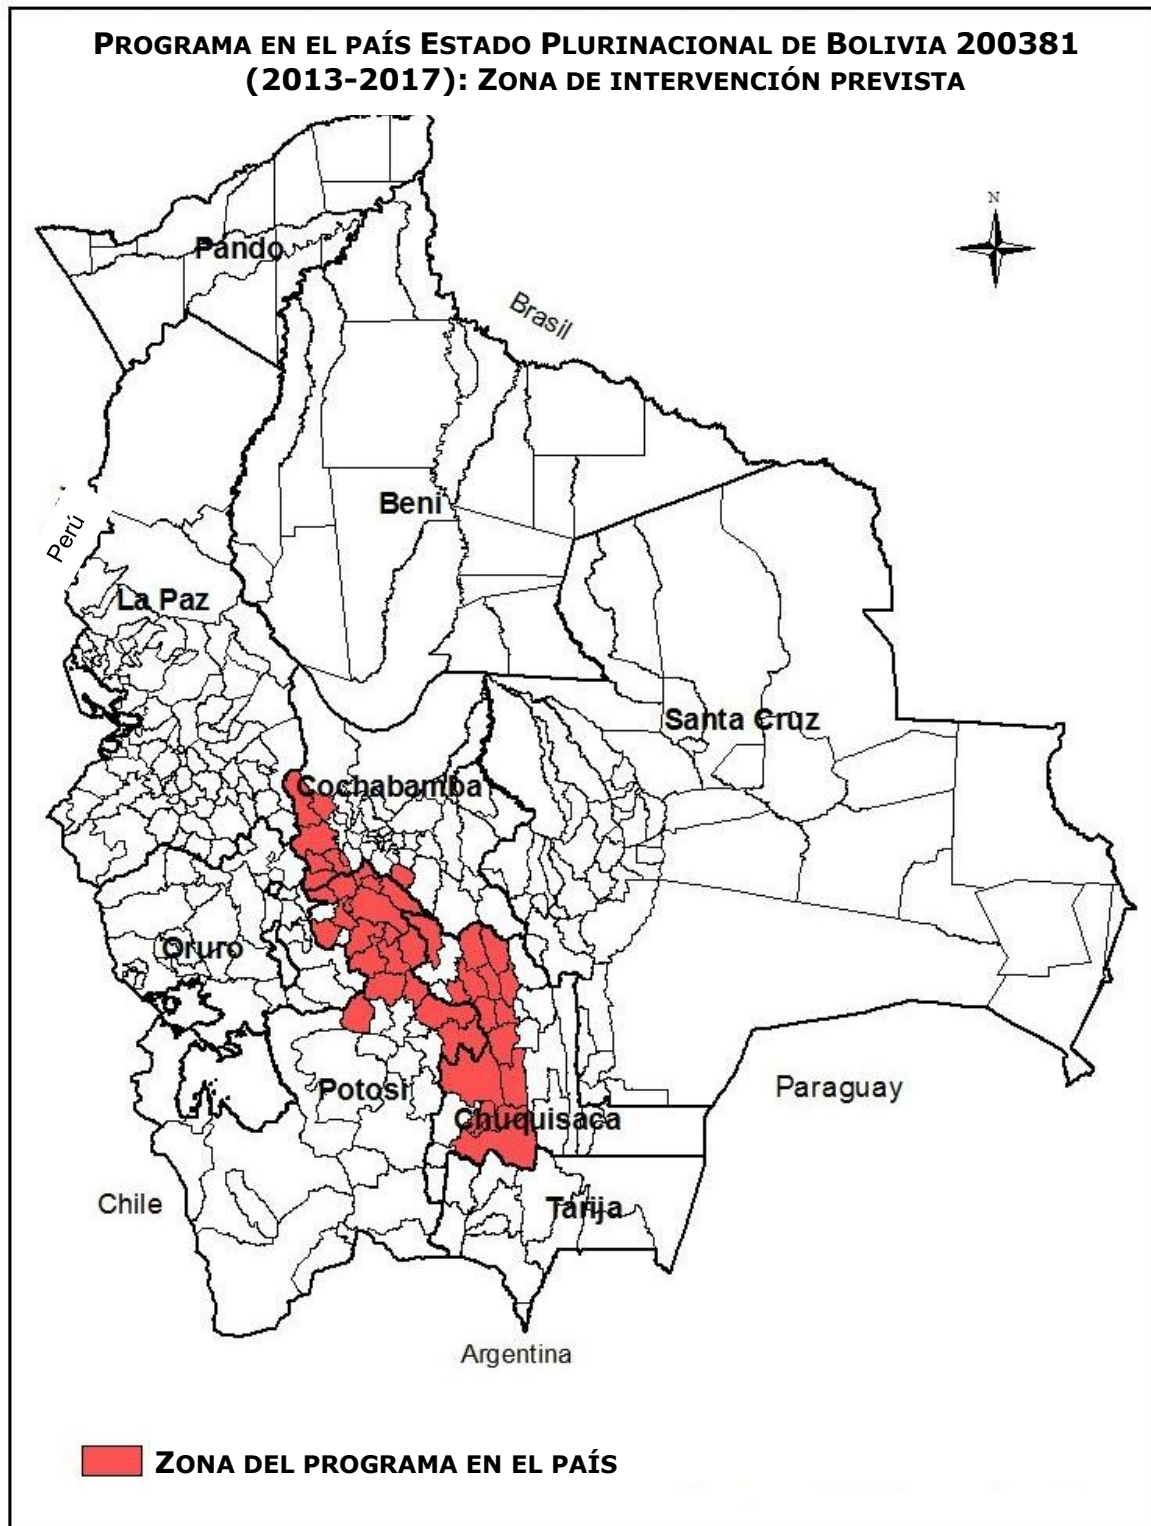 PROGRAMA EN EL PAÍS ESTADO PLURINACIONAL DE BOLIVIA 200381
(2013-2017): ZONA DE INTERVENCIÓN PREVISTA
N
Pando
Brasil
Beni
Perú
La Paz
Santa Cruz
Cochabamba
Oruro
Potosi
Paraguay
Chuquisaca
Chile
Tarija
Argentina
ZONA DEL PROGRAMA EN EL PAÍS